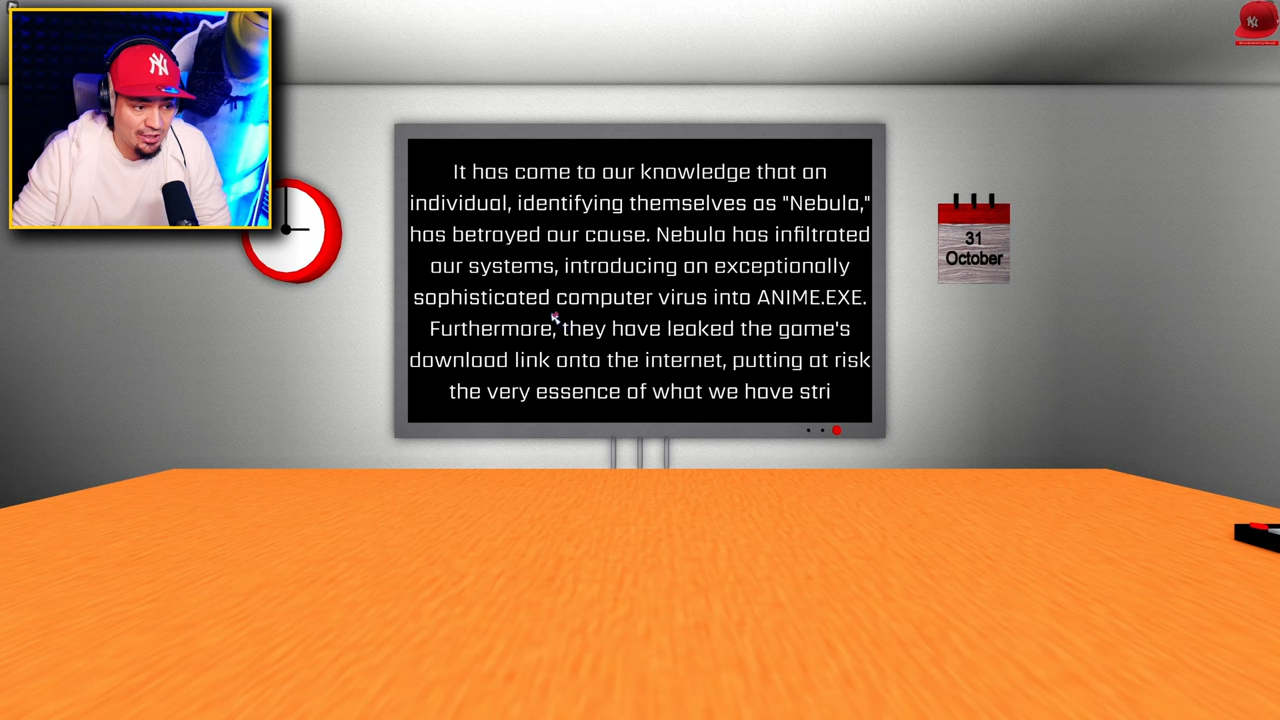 It has come to our knowledge that an
individual, identifying themselves as "Nebula,"
has betrayed our cause. Nebula has infiltrated
our systems, introducing an exceptionally
sophisticated computer virus into ANIME.EXE.
Furthermore, they have leaked the game's
download link onto the internet, putting at risk
the very essence of what we have stri
31
October
NY